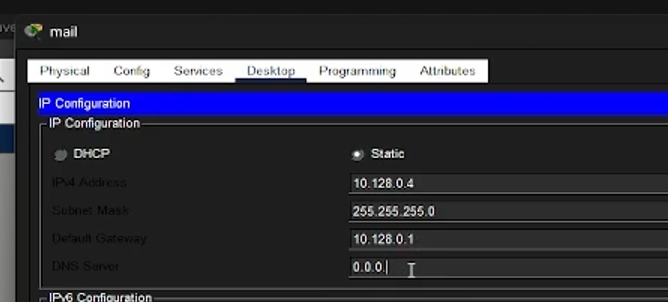 mail
Physical Config Services Desktop Programming Attributes
IP Configuration
IP Configuration
DHCP Static
IPv4 Address 10.128.0.4
Subnet Mask 255.255.255.0
Default Gateway 10.128.0.1
DNS Server 0.0.0.
IPv6 Configuration